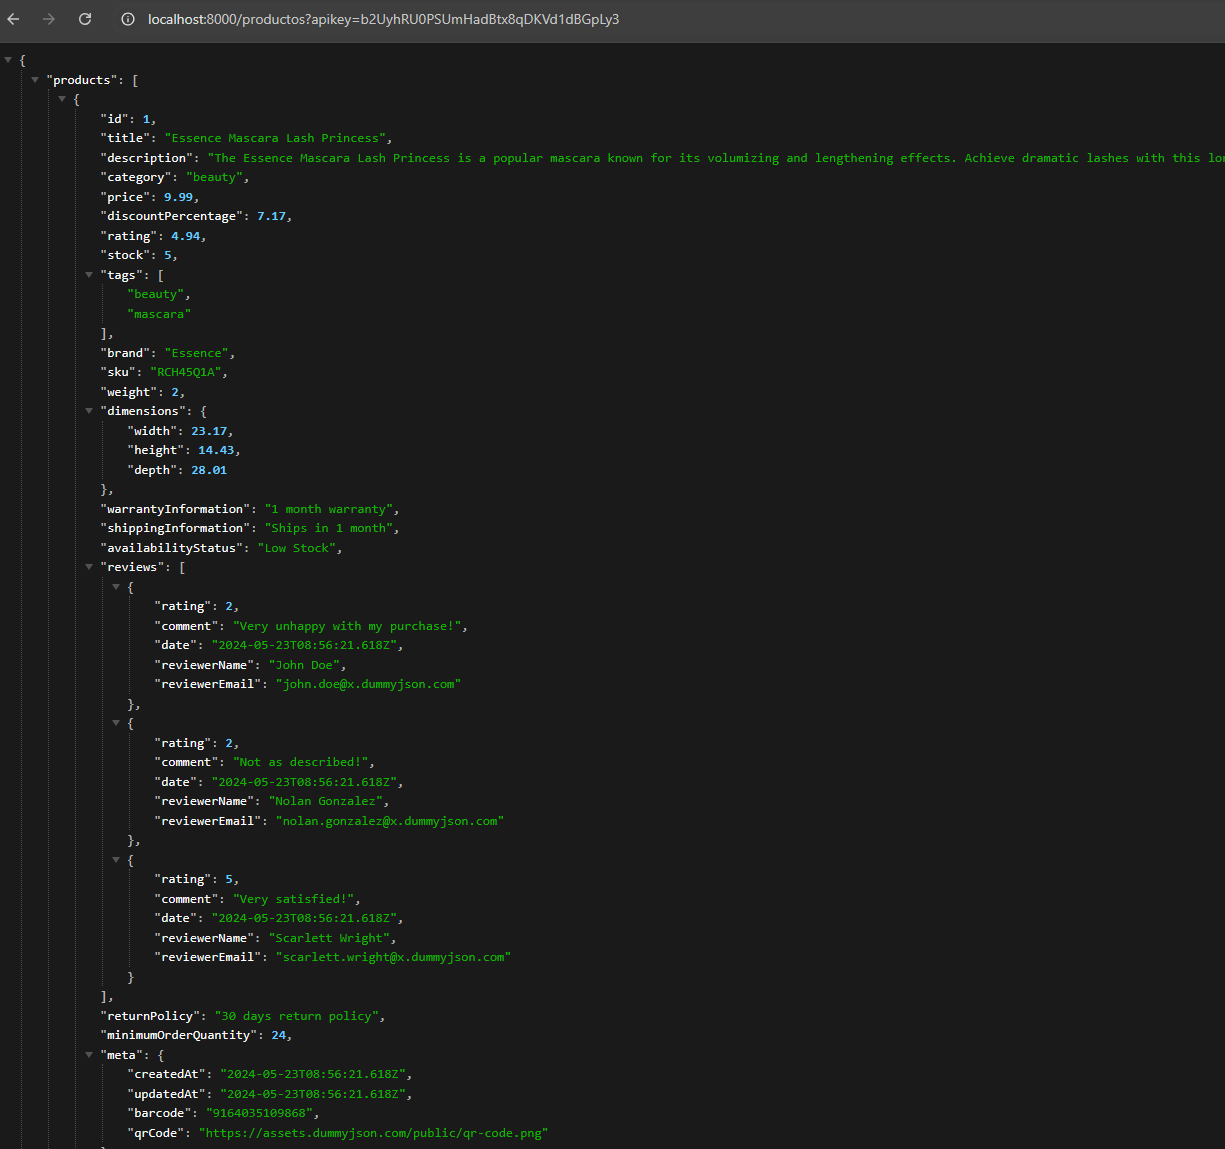 localhost:8000/productos?apikey=b2UyhRU0PSUmHadBtx8qDKVd1dBGpLy3
{
"products": [
{
"id": 1,
"title": "Essence Mascara Lash Princess",
"description": "The Essence Mascara Lash Princess is a popular mascara known for its volumizing and lengthening effects. Achieve dramatic lashes with this lon
"category": "beauty",
"price": 9.99,
"discountPercentage": 7.17,
"rating": 4.94,
"stock": 5,
"tags": [
"beauty",
"mascara"
],
"brand": "Essence",
"sku": "RCH45Q1A",
"weight": 2,
"dimensions": {
"width": 23.17,
"height": 14.43,
"depth": 28.01
},
"warrantyInformation": "1 month warranty",
"shippingInformation": "Ships in 1 month",
"availabilityStatus": "Low Stock",
"reviews": [
{
"rating": 2,
"comment": "Very unhappy with my purchase!",
"date": "2024-05-23T08:56:21.618Z",
"reviewerName": "John Doe",
"reviewerEmail": "john.doe@x.dummyjson.com"
},
{
"rating": 2,
"comment": "Not as described!",
"date": "2024-05-23T08:56:21.618Z",
"reviewerName": "Nolan Gonzalez",
"reviewerEmail": "nolan.gonzalez@x.dummyjson.com"
},
{
"rating": 5,
"comment": "Very satisfied!",
"date": "2024-05-23T08:56:21.618Z",
"reviewerName": "Scarlett Wright",
"reviewerEmail": "scarlett.wright@x.dummyjson.com"
}
],
"returnPolicy": "30 days return policy",
"minimumOrderQuantity": 24,
"meta": {
"createdAt": "2024-05-23T08:56:21.618Z",
"updatedAt": "2024-05-23T08:56:21.618Z",
"barcode": "9164035109868",
"qrCode": "https://assets.dummyjson.com/public/qr-code.png"